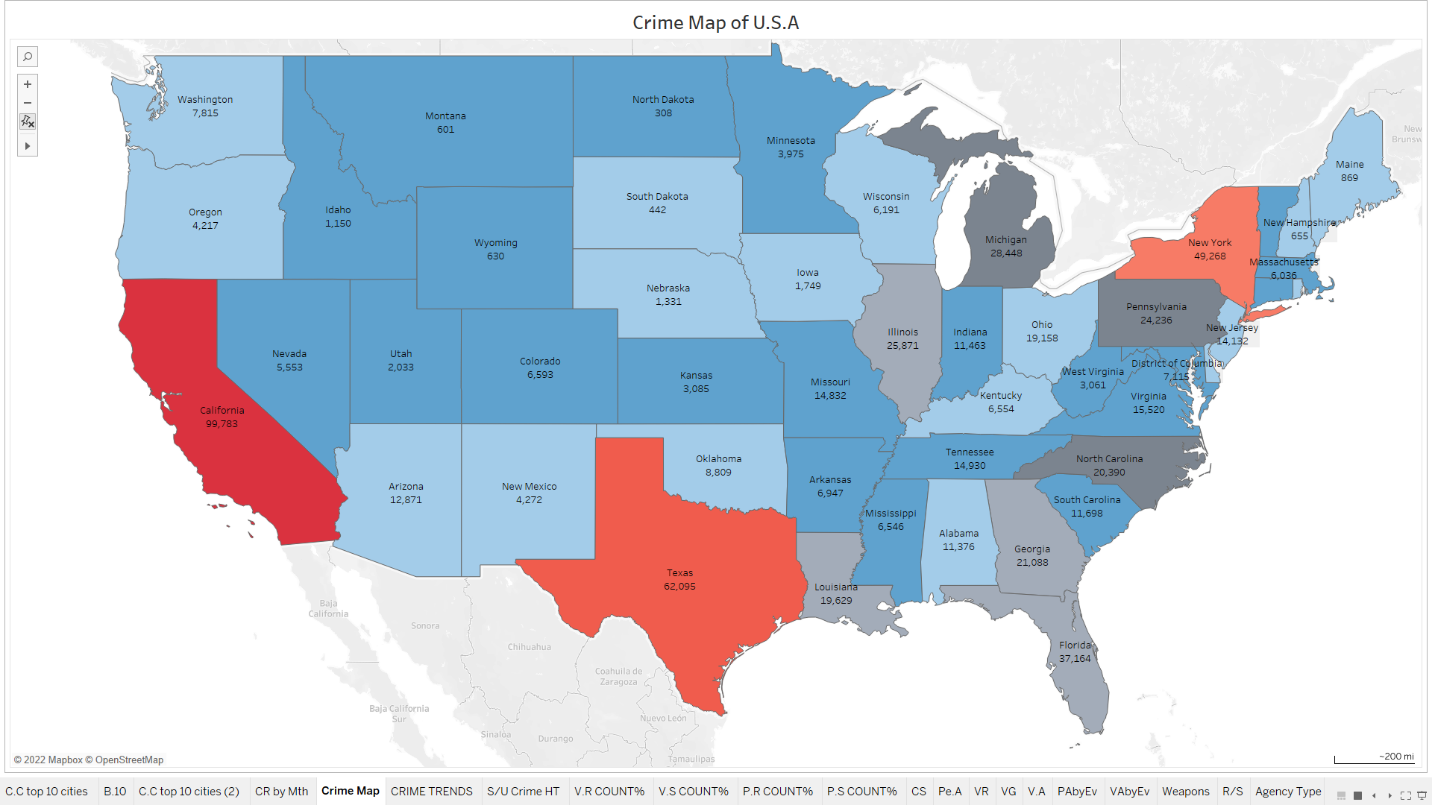 Crime Map of U.S.A
Washington
7,815
Montana
601
North Dakota
308
Minnesota
3,975
New
Brunsw
Maine
869
Oregon
4,217
Idaho
1,150
South Dakota
442
Wisconsin
6,191
New Hampshire
655
Wyoming
630
Michigan
28,448
New York
49,268
Massachusetts
6,036
Iowa
1,749
Nebraska
1,331
Pennsylvania
24,236
New Jersey
14,132
Nevada
5,553
Utah
2,033
Colorado
6,593
Kansas
3,085
Missouri
14,832
Illinois
25,871
Indiana
11,463
Ohio
19,158
West Virginia
3,061
District of Columbia
7,115
Virginia
15,520
California
99,783
Kentucky
6,554
Arizona
12,871
New Mexico
4,272
Oklahoma
8,809
Arkansas
6,947
Tennessee
14,930
North Carolina
20,390
South Carolina
11,698
Mississippi
6,546
Alabama
11,376
Georgia
21,088
Texas
62,095
Louisiana
19,629
Florida
37,164
Baja
California
Sonora
Chihuahua
Coahuila de
Zaragoza
Baja California
Sur
Nuevo León
Sinaloa
Durango
Tamaulipas
© 2022 Mapbox © OpenStreetMap
~200 mi
C.C top 10 cities
B.10
C.C top 10 cities (2)
CR by Mth
Crime Map
CRIME TRENDS
S/U Crime HT
V.R COUNT%
V.S COUNT%
P.R COUNT%
P.S COUNT%
CS
Pe.A
VR
VG
V.A
PAbyEv
VAbyEv
Weapons
R/S
Agency Type